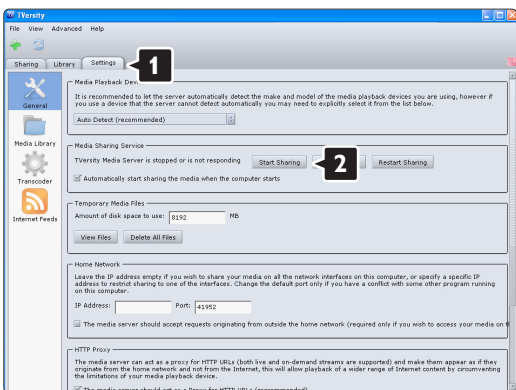 TVersity
File View Advanced Help
Sharing Library Settings
1
General
Media Library
Transcoder
Internet Feeds
Media Playback
It is recommended to let the server automatically detect the make and model of the media playback devices you are using, however if
you use a device that the server cannot detect automatically you may need to explicitly select it from the list below.
Auto Detect (recommended)
Media Sharing Service
TVersity Media Server is stopped or is not responding Start Sharing Restart Sharing
2
Automatically start sharing the media when the computer starts
Temporary Media Files
Amount of disk space to use: 8192 MB
View Files Delete All Files
Home Network
Leave the IP address empty if you wish to share your media on all the network interfaces on this computer, or specify a specific IP
address to restrict sharing to one of the interfaces. Change the default port only if you have a conflict with some other program running
on this computer.
IP Address: Port: 41952
The media server should accept requests originating from outside the home network (required only if you wish to access your media on
HTTP Proxy
The media server can act as a proxy for HTTP URLs (both live and on-demand streams are supported) and make them appear as if they
originate from the home network and not from the Internet, this will allow playback of a wider range of Internet content by circumventing
the limitations of your media playback device.
The media server should act as a Proxy for HTTP URLs (recommended)